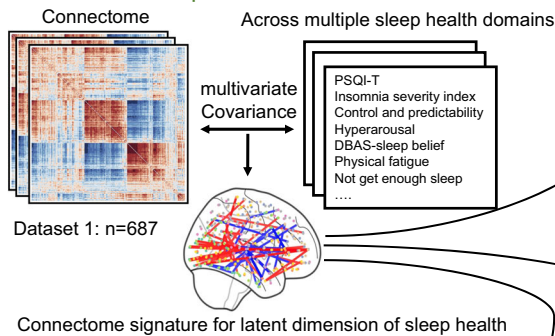 Connectome
Across multiple sleep health domains
multivariate
Covariance
PSQI-T
Insomnia severity index
Control and predictability
Hyperarousal
DBAS-sleep belief
Physical fatigue
Not get enough sleep
....
Dataset 1: n=687
Connectome signature for latent dimension of sleep health